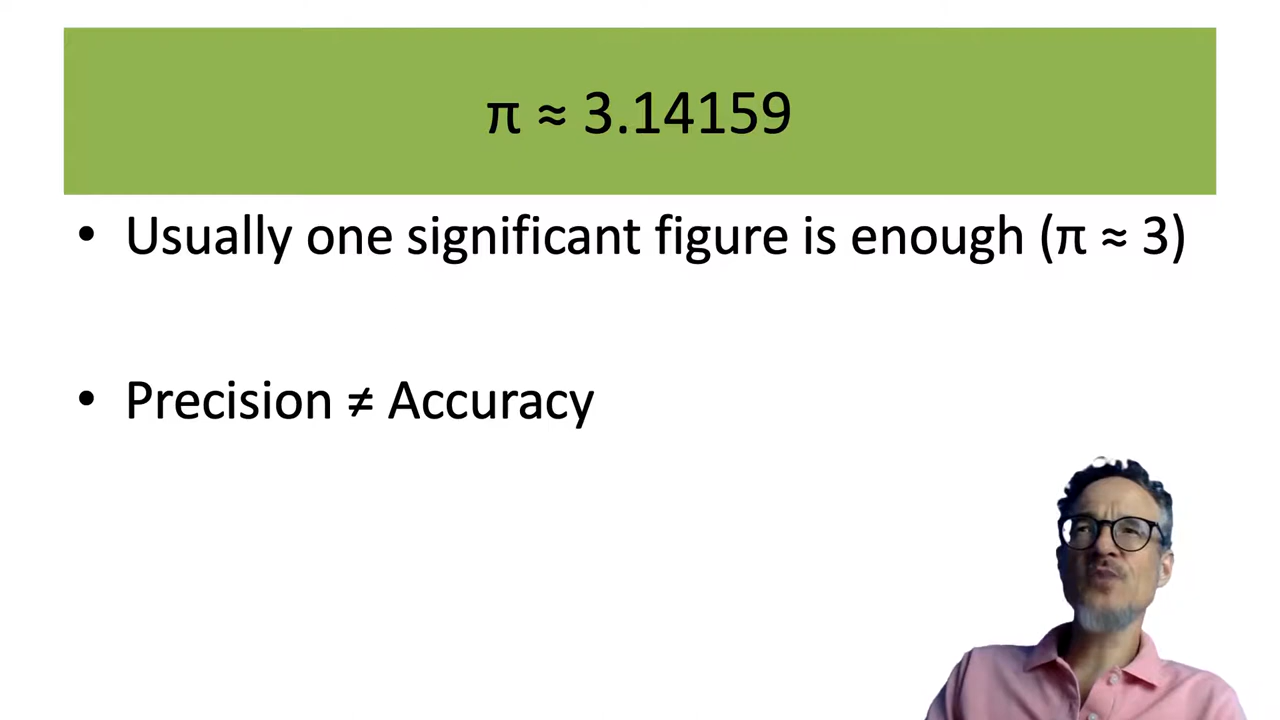 π ≈ 3.14159
• Usually one significant figure is enough (π ≈ 3)
• Precision ≠ Accuracy